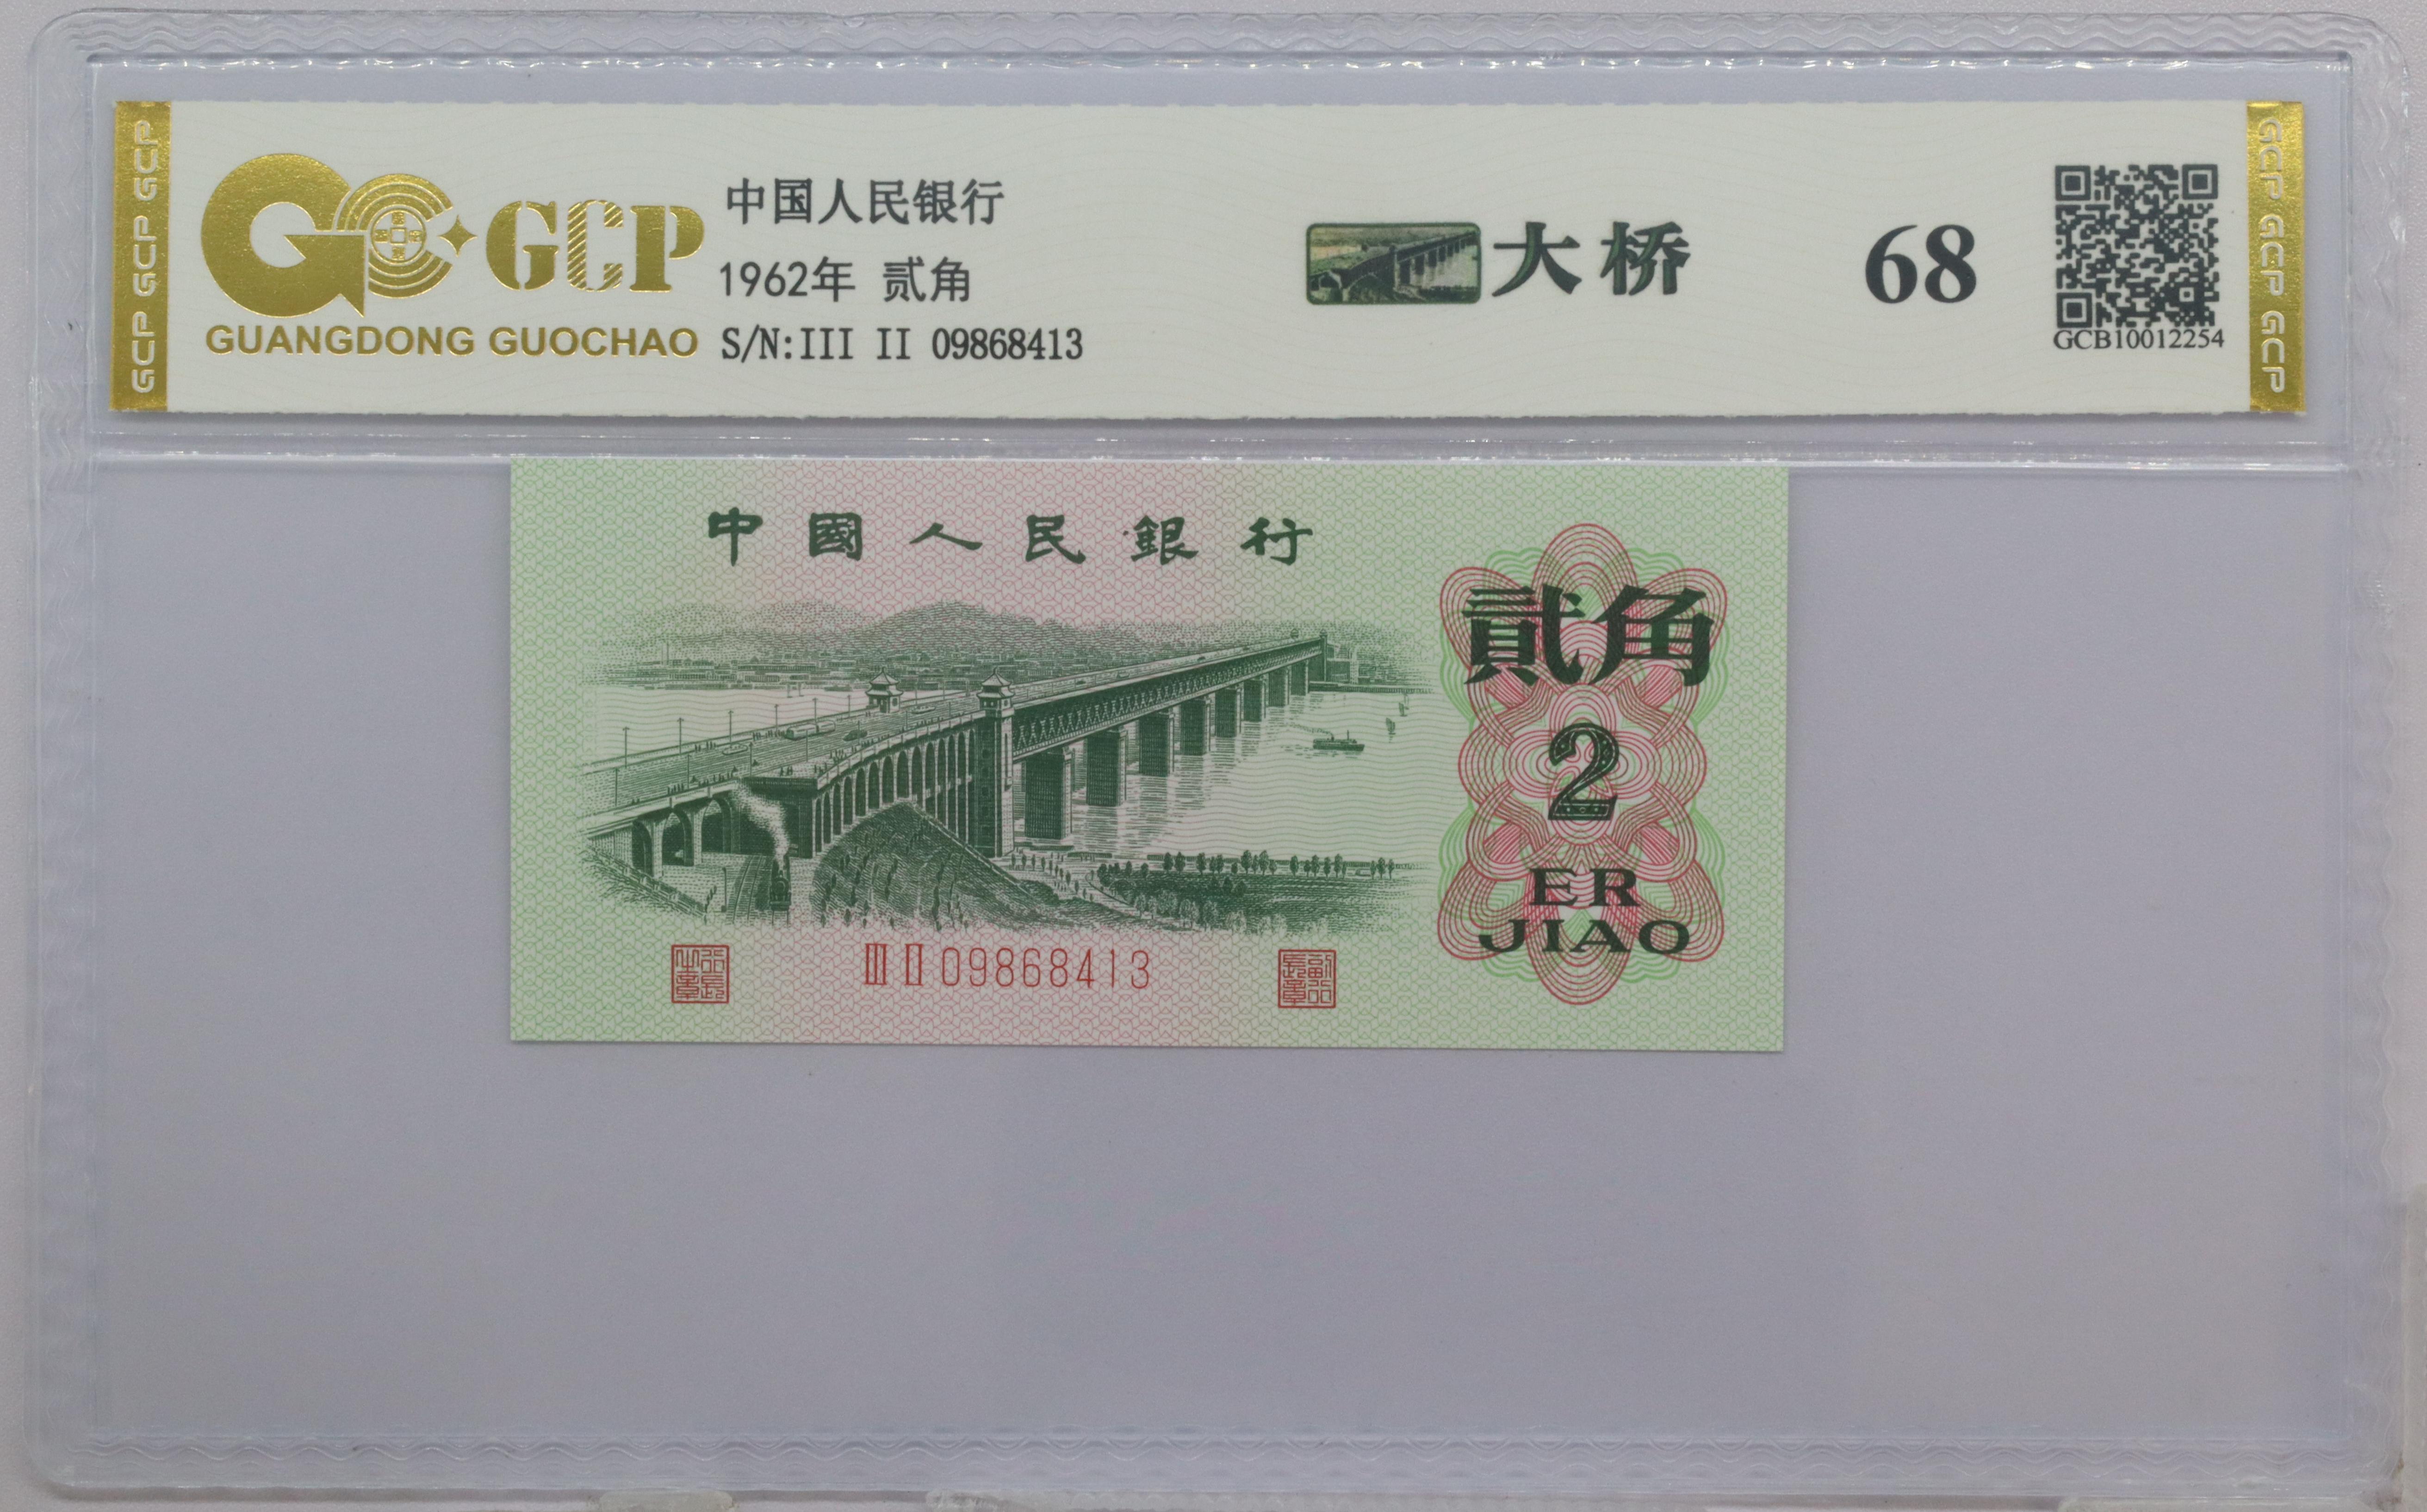 GCP GCP GCP
GCP
GUANGDONG GUOCHAO
中国人民银行
1962年 贰角
S/N:III II 09868413
大桥
68
GCB10012254
GCP GCP GCP
中國人民銀行
貳角
2
ER
JIAO
III II 09868413